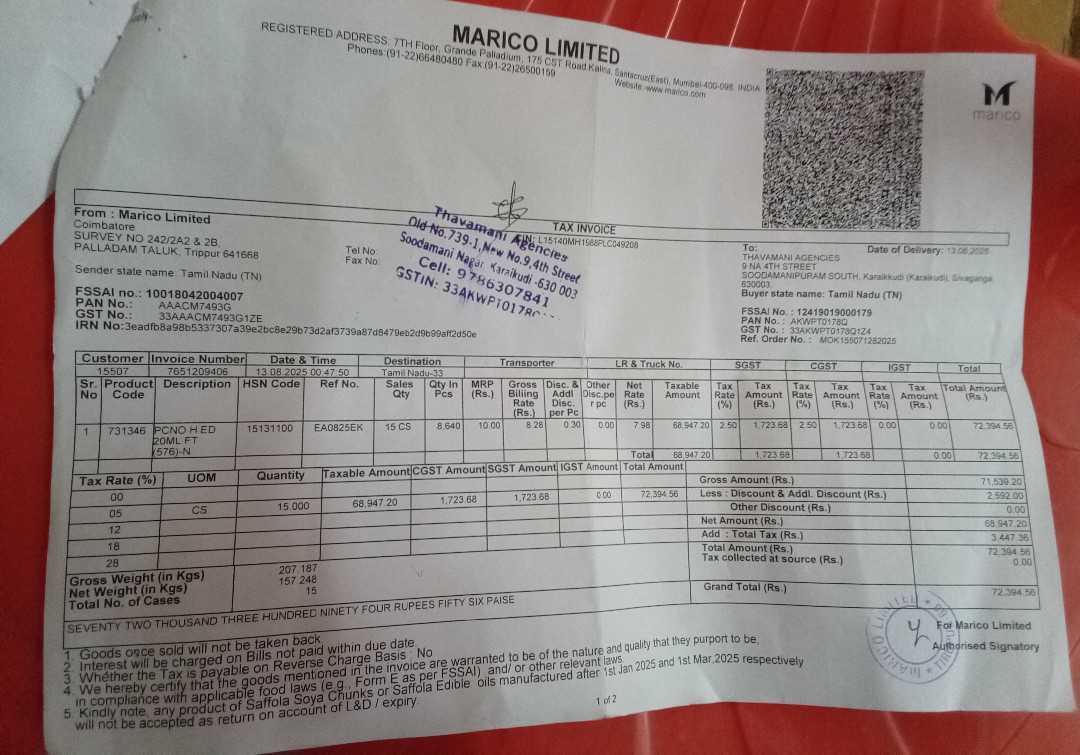 MARICO LIMITED
REGISTERED ADDRESS: 7TH Floor, Grande Palladium, 175 CST Road,Kalina, Santacruz(East), Mumbai-400-098. INDIA
Phones:(91-22)66480480 Fax:(91-22)26500159
Website -www.marico.com
marico
TAX INVOICE
From : Marico Limited
Coimbatore
SURVEY NO 242/2A2 & 2B,
PALLADAM TALUK, Trippur 641668
Sender state name: Tamil Nadu (TN)
FSSAI no.: 10018042004007
PAN No.: AAACM7493G
GST No.: 33AAACM7493G1ZE
IRN No:3eadfb8a98b5337307a39e2bc8e29b73d2af3739a87d8479eb2d9b99aff2d50e
Tel No:
Fax No:
CIN: L15140MH1988PLC049208
Thavamani Agencies
Old No.739-1, New No.9,4th Street
Soodamani Nagar, Karaikudi -630 003
Cell: 9786307841
GSTIN: 33AKWPT0178Q
To:
Date of Delivery: 13.08.2025
THAVAMANI AGENCIES
9 NA 4TH STREET
SOODAMANIPURAM SOUTH, Karaikkudi (Karaikudi), Sivaganga
630003,
Buyer state name: Tamil Nadu (TN)
FSSAI No. : 12419019000179
PAN No. : AKWPT0178Q
GST No. : 33AKWPT0178Q1Z4
Ref. Order No.: MOK155071282025
Customer Invoice Number Date & Time Destination Transporter LR & Truck No. SGST CGST IGST Total
15507 7651209406 13.08.2025 00:47:50 Tamil Nadu-33
Sr. No Product Code Description HSN Code Ref No. Sales Qty Qty In Pcs MRP (Rs.) Gross Billing Rate (Rs.) Disc. & Addl Disc. per Pc Other Disc.per pc Net Rate (Rs.) Taxable Amount Tax Rate (%) Tax Amount (Rs.) Tax Rate (%) Tax Amount (Rs.) Tax Rate (%) Tax Amount (Rs.) Total Amount (Rs.)
1 731346 PCNO H ED 20ML FT (576)-N 15131100 EA0825EK 15 CS 8,640 10.00 8.28 0.30 0.00 7.98 68,947.20 2.50 1,723.68 2.50 1,723.68 0.00 0.00 72,394.56
Total 68,947.20 1,723.68 1,723.68 0.00 72,394.56
Tax Rate (%) UOM Quantity Taxable Amount CGST Amount SGST Amount IGST Amount Total Amount
00
05 CS 15.000 68,947.20 1,723.68 1,723.68 0.00 72,394.56
12
18
28
Gross Amount (Rs.) 71,539.20
Less : Discount & Addl. Discount (Rs.) 2,592.00
Other Discount (Rs.) 0.00
Net Amount (Rs.) 68,947.20
Add : Total Tax (Rs.) 3,447.36
Total Amount (Rs.) 72,394.56
Tax collected at source (Rs.) 0.00
Grand Total (Rs.) 72,394.56
Gross Weight (in Kgs) 207.187
Net Weight (in Kgs) 157.248
Total No. of Cases 15
SEVENTY TWO THOUSAND THREE HUNDRED NINETY FOUR RUPEES FIFTY SIX PAISE
1. Goods once sold will not be taken back
2. Interest will be charged on Bills not paid within due date.
3. Whether the Tax is payable on Reverse Charge Basis : No
4. We hereby certify that the goods mentioned in the invoice are warranted to be of the nature and quality that they purport to be,
in compliance with applicable food laws (e.g., Form E as per FSSAI) and/ or other relevant laws.
5. Kindly note, any product of Saffola Soya Chunks or Saffola Edible oils manufactured after 1st Jan 2025 and 1st Mar,2025 respectively
will not be accepted as return on account of L&D / expiry.
For Marico Limited
Authorised Signatory
MARICO LIMITED
1 of 2